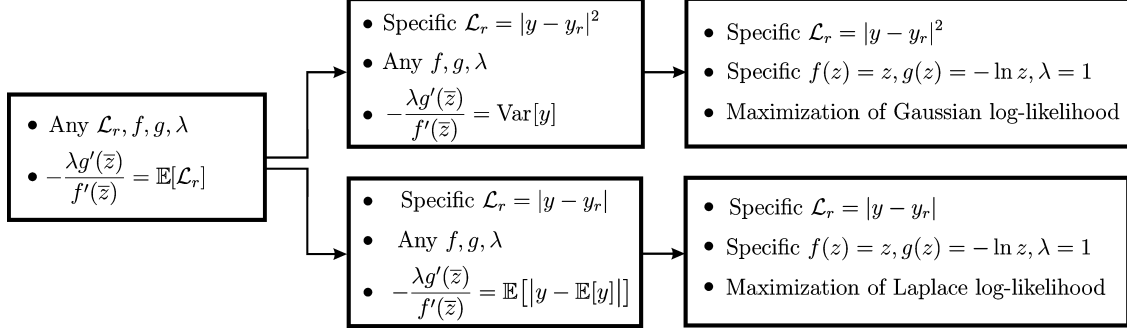 • Any ℒ_r, f, g, λ
• −λg′(z̅)/f′(z̅) = 𝔼[ℒ_r]
• Specific ℒ_r = |y − y_r|²
• Any f, g, λ
• −λg′(z̅)/f′(z̅) = Var[y]
• Specific ℒ_r = |y − y_r|²
• Specific f(z) = z, g(z) = − ln z, λ = 1
• Maximization of Gaussian log-likelihood
• Specific ℒ_r = |y − y_r|
• Any f, g, λ
• −λg′(z̅)/f′(z̅) = 𝔼[|y − 𝔼[y]|]
• Specific ℒ_r = |y − y_r|
• Specific f(z) = z, g(z) = − ln z, λ = 1
• Maximization of Laplace log-likelihood